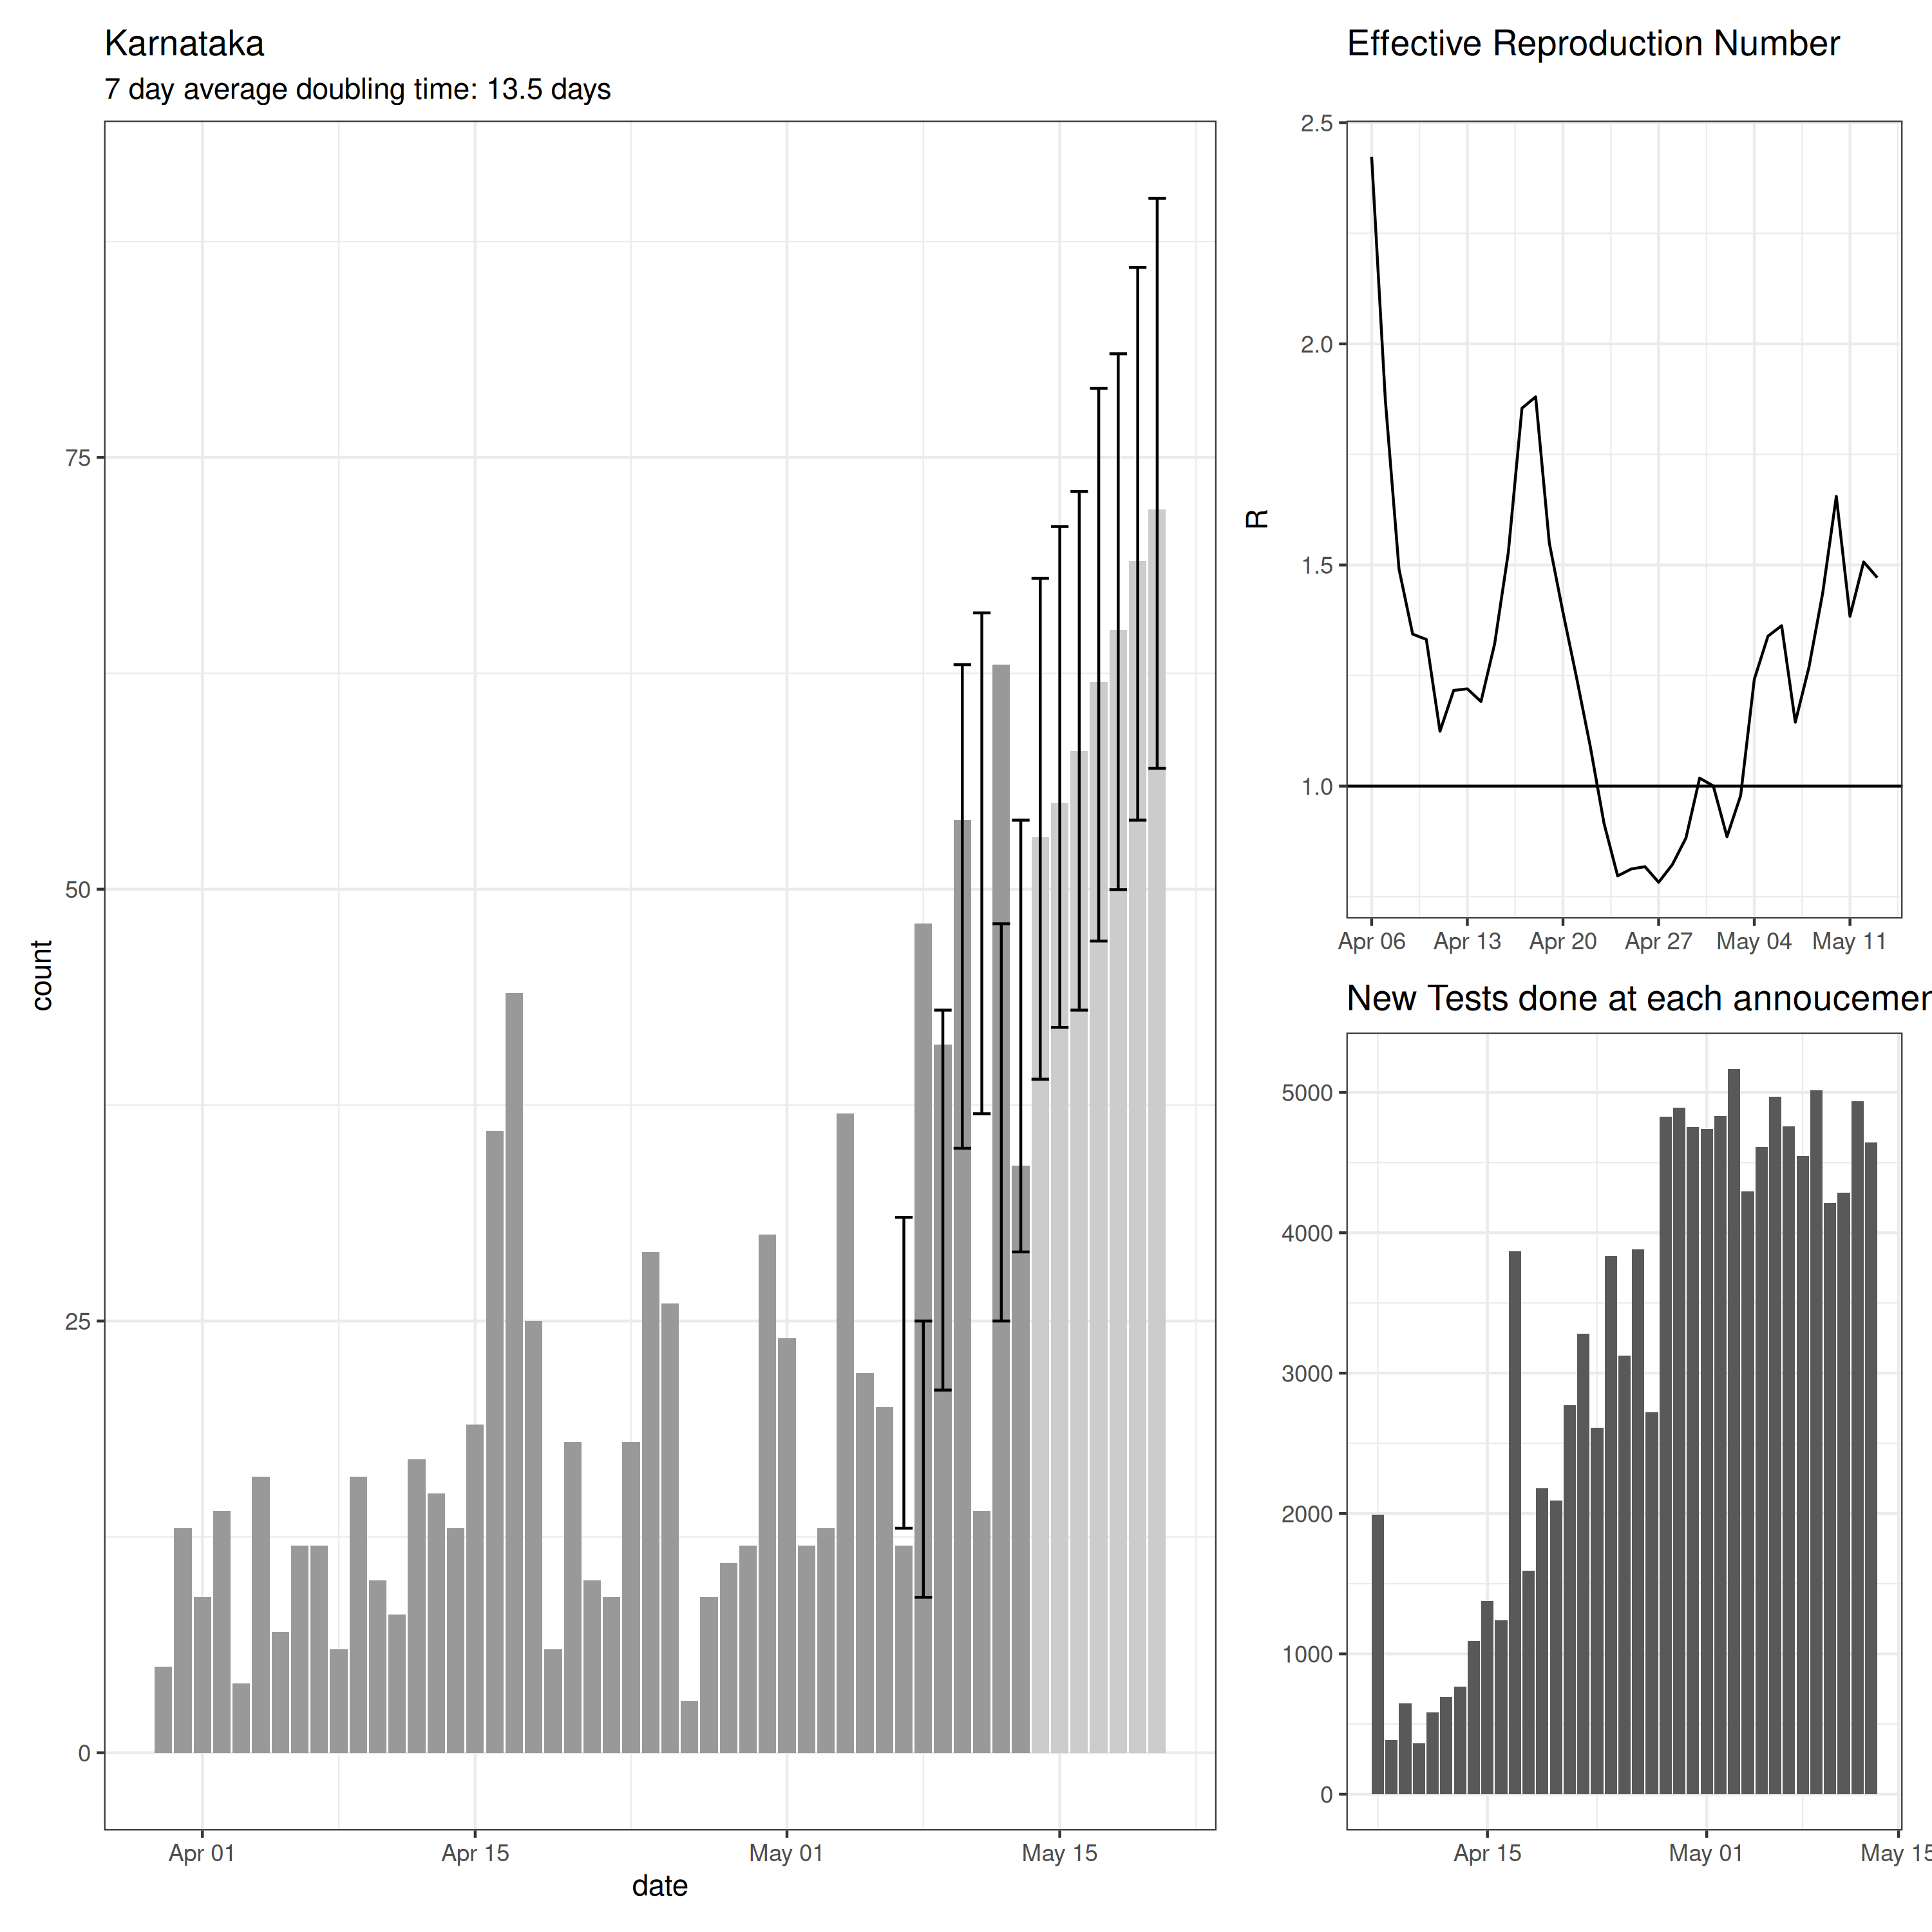 Karnataka
7 day average doubling time: 13.5 days
75
50
25
0
count
Apr 01 Apr 15 May 01 May 15
date
Effective Reproduction Number
2.5
2.0
1.5
1.0
R
Apr 06 Apr 13 Apr 20 Apr 27 May 04 May 11
New Tests done at each annoucemen
5000
4000
3000
2000
1000
0
Apr 15 May 01 May 15